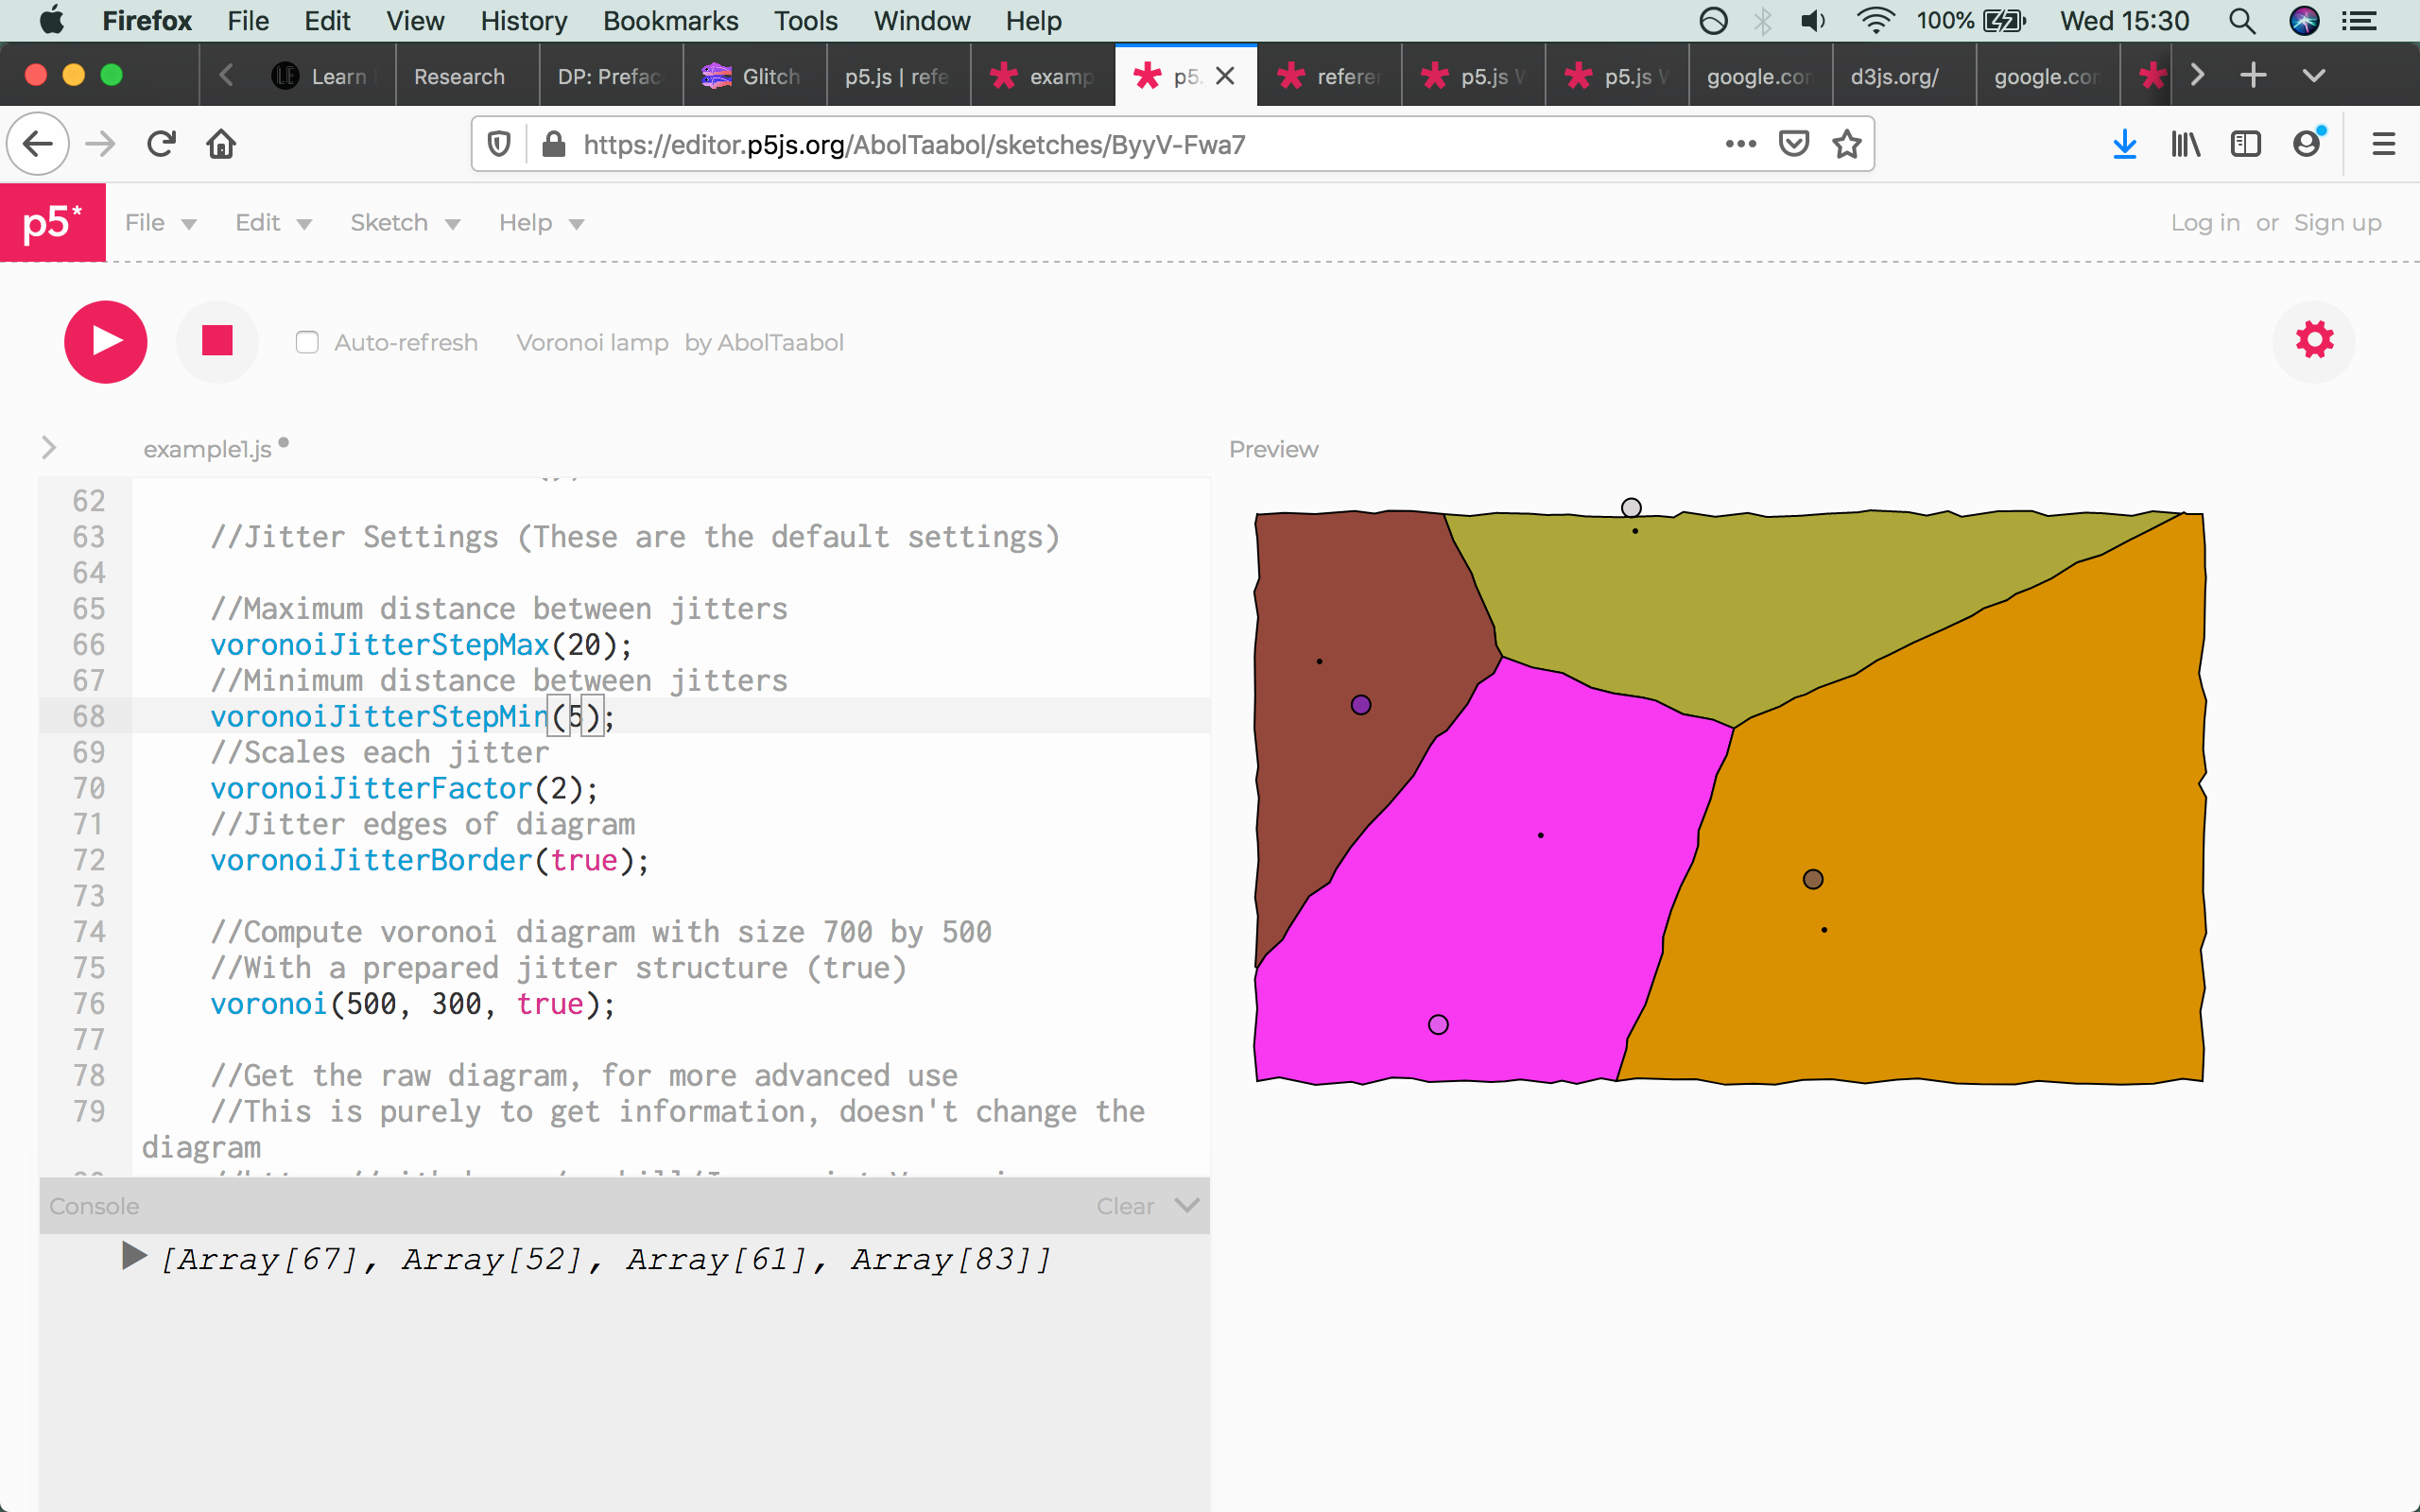 Firefox File Edit View History Bookmarks Tools Window Help 100% Wed 15:30
LE Learn Research DP: Preface Glitch p5.js | refe examp p5. referer p5.js W p5.js W google.com d3js.org/ google.com
https://editor.p5js.org/AbolTaabol/sketches/ByyV-Fwa7
p5* File Edit Sketch Help Log in or Sign up
Auto-refresh Voronoi lamp by AbolTaabol
example1.js Preview
62
63 //Jitter Settings (These are the default settings)
64
65 //Maximum distance between jitters
66 voronoiJitterStepMax(20);
67 //Minimum distance between jitters
68 voronoiJitterStepMin(5);
69 //Scales each jitter
70 voronoiJitterFactor(2);
71 //Jitter edges of diagram
72 voronoiJitterBorder(true);
73
74 //Compute voronoi diagram with size 700 by 500
75 //With a prepared jitter structure (true)
76 voronoi(500, 300, true);
77
78 //Get the raw diagram, for more advanced use
79 //This is purely to get information, doesn't change the
diagram
Console Clear
[Array[67], Array[52], Array[61], Array[83]]